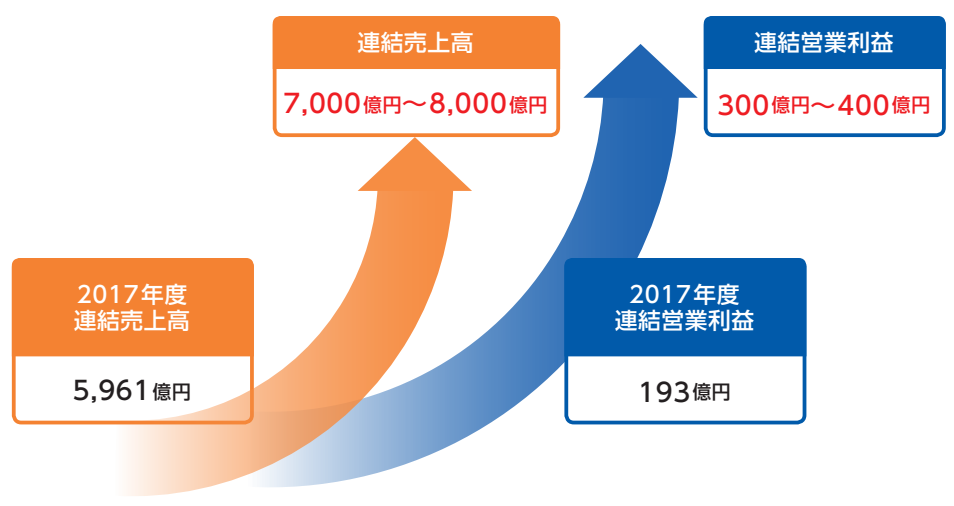 連結売上高
7,000億円～8,000億円
連結営業利益
300億円～400億円
2017年度
連結売上高
5,961億円
2017年度
連結営業利益
193億円